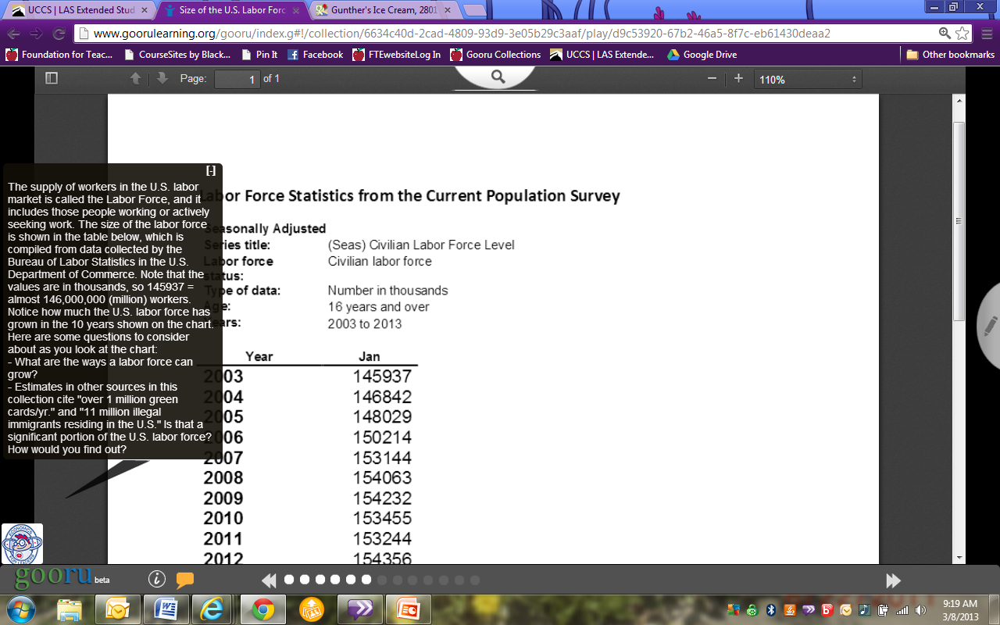 UCCS | LAS Extended Stud
Size of the U.S. Labor Forc
Gunther's Ice Cream, 2801
www.goorulearning.org/gooru/index.g#!/collection/6634c40d-2cad-4809-93d9-3e05b29c3aaf/play/d9c53920-67b2-46a5-8f7c-eb61430deaa2
Foundation for Teac... CourseSites by Black... Pin It Facebook FTEwebsiteLog In Gooru Collections UCCS | LAS Extende... Google Drive Other bookmarks
Page: 1 of 1 110%
[-]
The supply of workers in the U.S. labor
market is called the Labor Force, and it
includes those people working or actively
seeking work. The size of the labor force
is shown in the table below, which is
compiled from data collected by the
Bureau of Labor Statistics in the U.S.
Department of Commerce. Note that the
values are in thousands, so 145937 =
almost 146,000,000 (million) workers.
Notice how much the U.S. labor force has
grown in the 10 years shown on the chart.
Here are some questions to consider
about as you look at the chart:
- What are the ways a labor force can
grow?
- Estimates in other sources in this
collection cite "over 1 million green
cards/yr." and "11 million illegal
immigrants residing in the U.S." Is that a
significant portion of the U.S. labor force?
How would you find out?
Labor Force Statistics from the Current Population Survey
Seasonally Adjusted
Series title: (Seas) Civilian Labor Force Level
Labor force status: Civilian labor force
Type of data: Number in thousands
Age: 16 years and over
Years: 2003 to 2013
Year Jan
2003 145937
2004 146842
2005 148029
2006 150214
2007 153144
2008 154063
2009 154232
2010 153455
2011 153244
2012 154356
ECONOMICS FOR LEADERS
gooru beta
9:19 AM
3/8/2013